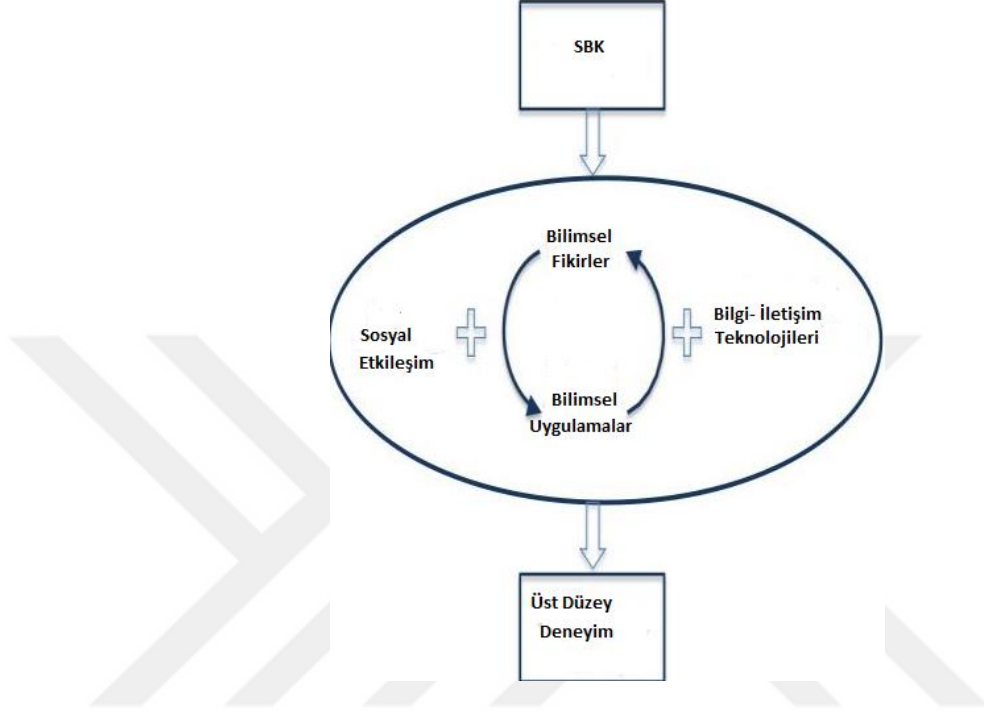 SBK
Bilimsel
Fikirler
Sosyal
Etkileşim
Bilgi- İletişim
Teknolojileri
Bilimsel
Uygulamalar
Üst Düzey
Deneyim